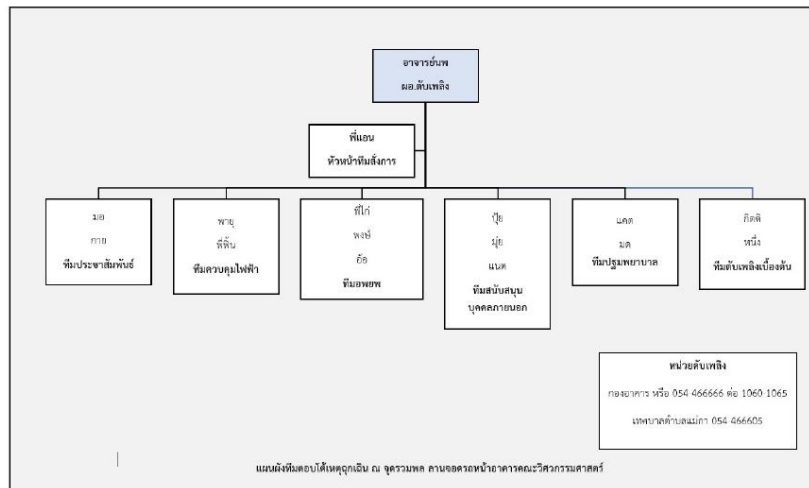 อาจารย์นพ
ผอ.ดับเพลิง
พี่แอน
หัวหน้าทีมสั่งการ
มอ
กาย
ทีมประชาสัมพันธ์
พายุ
พี่ฟิ้น
ทีมควบคุมไฟฟ้า
พี่ไก่
พงษ์
อ้อ
ทีมอพยพ
ปุ้ย
มุ่ย
แนต
ทีมสนับสนุน
บุคคลภายนอก
แคต
มด
ทีมปฐมพยาบาล
กิตติ
หนึ่ง
ทีมดับเพลิงเบื้องต้น
หน่วยดับเพลิง
กองอาคาร หรือ 054-466666 ต่อ 1060-1065
เทศบาลตำบลแม่กา 054-466605
แผนผังทีมตอบโต้เหตุฉุกเฉิน ณ จุดรวมพล ลานจอดรถหน้าอาคารคณะวิศวกรรมศาสตร์